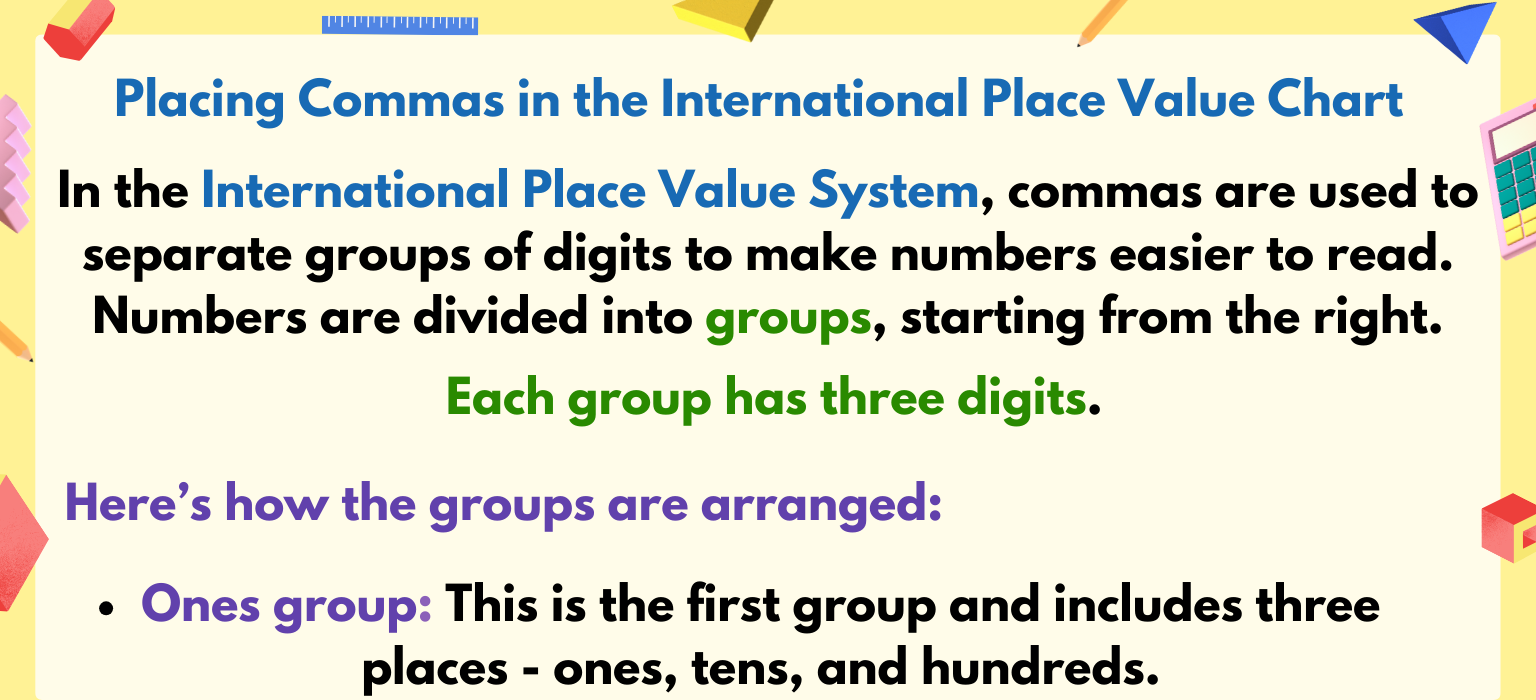 Placing Commas in the International Place Value Chart
In the International Place Value System, commas are used to
separate groups of digits to make numbers easier to read.
Numbers are divided into groups, starting from the right.
Each group has three digits.
Here’s how the groups are arranged:
• Ones group: This is the first group and includes three
places - ones, tens, and hundreds.